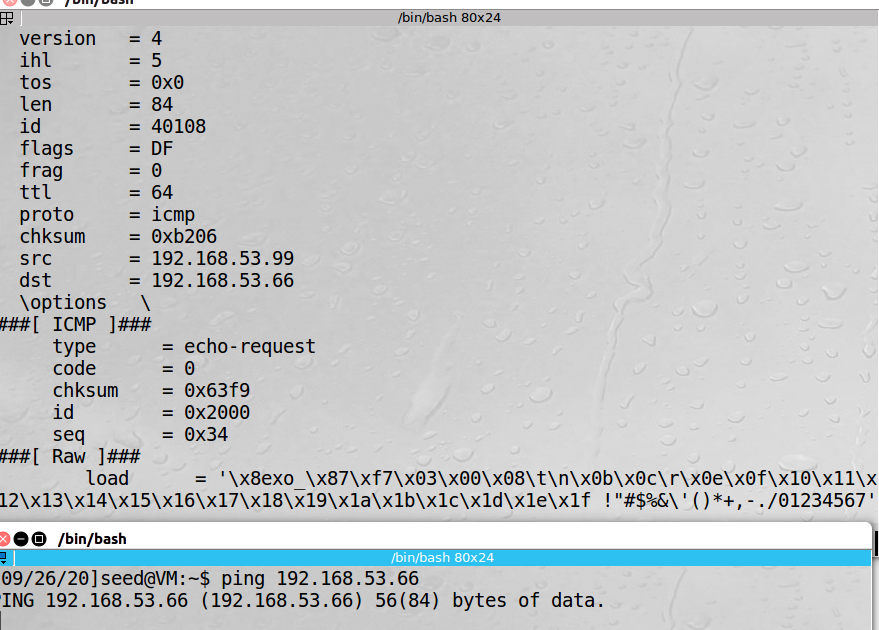 /bin/bash
/bin/bash 80x24
version = 4
ihl = 5
tos = 0x0
len = 84
id = 40108
flags = DF
frag = 0
ttl = 64
proto = icmp
chksum = 0xb206
src = 192.168.53.99
dst = 192.168.53.66
\options \
###[ ICMP ]###
type = echo-request
code = 0
chksum = 0x63f9
id = 0x2000
seq = 0x34
###[ Raw ]###
load = '\x8exo_\x87\xf7\x03\x00\x08\t\n\x0b\x0c\r\x0e\x0f\x10\x11\x
12\x13\x14\x15\x16\x17\x18\x19\x1a\x1b\x1c\x1d\x1e\x1f !"#$%&\'()*+,-./01234567'
/bin/bash
/bin/bash 80x24
09/26/20]seed@VM:~$ ping 192.168.53.66
PING 192.168.53.66 (192.168.53.66) 56(84) bytes of data.